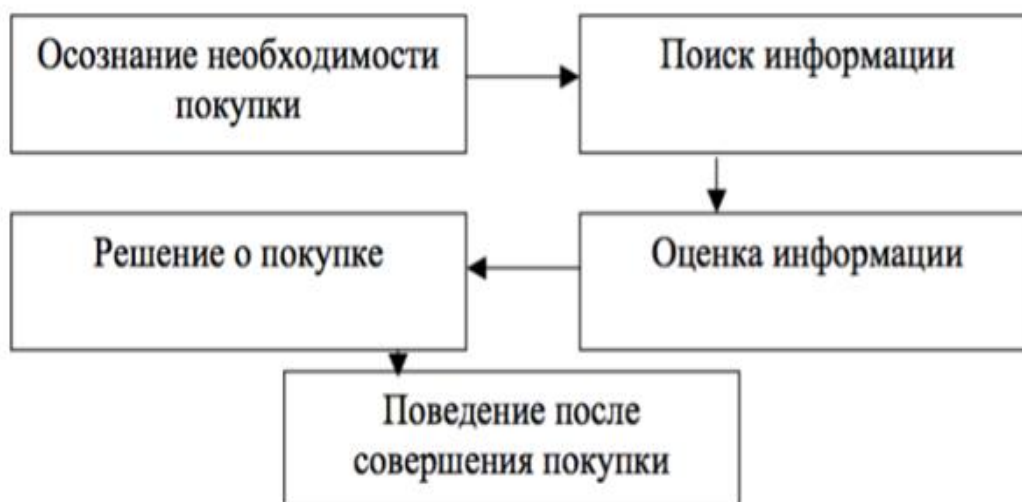 Осознание необходимости
покупки
Поиск информации
Оценка информации
Решение о покупке
Поведение после
совершения покупки